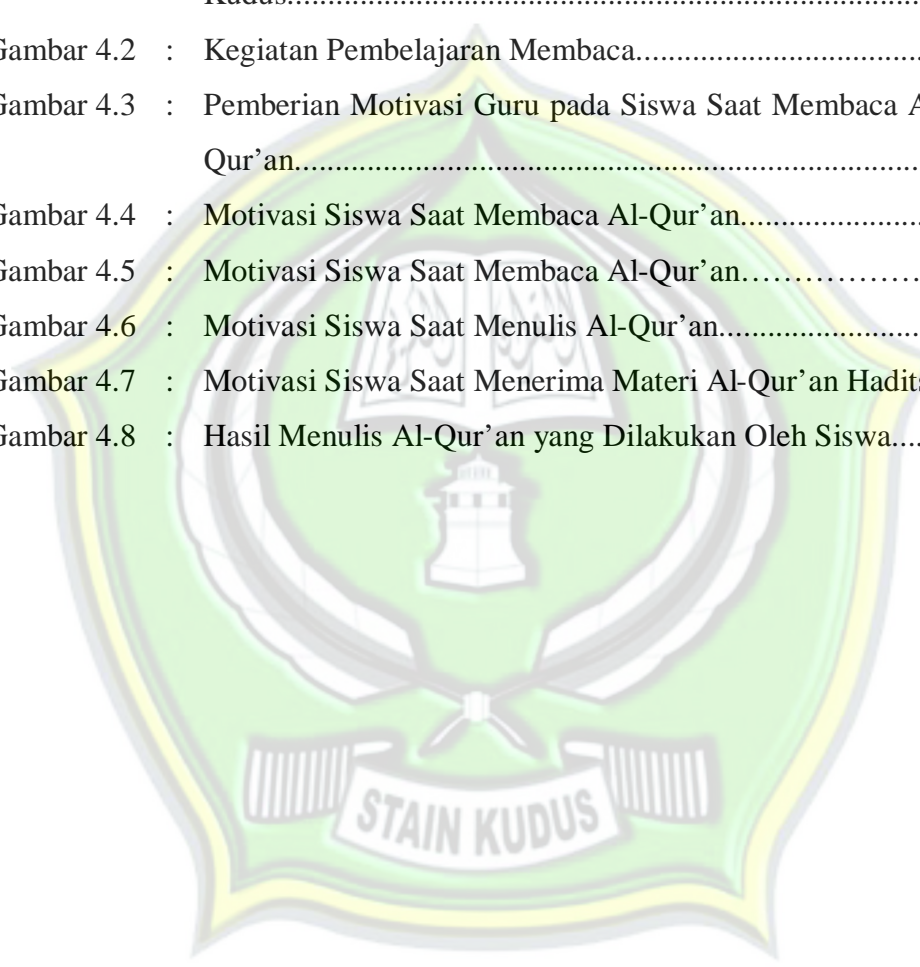 Kudus...............................................................................
Gambar 4.2 : Kegiatan Pembelajaran Membaca...................................
Gambar 4.3 : Pemberian Motivasi Guru pada Siswa Saat Membaca A
Qur’an..............................................................................
Gambar 4.4 : Motivasi Siswa Saat Membaca Al-Qur’an......................
Gambar 4.5 : Motivasi Siswa Saat Membaca Al-Qur’an………………
Gambar 4.6 : Motivasi Siswa Saat Menulis Al-Qur’an.........................
Gambar 4.7 : Motivasi Siswa Saat Menerima Materi Al-Qur’an Hadits
Gambar 4.8 : Hasil Menulis Al-Qur’an yang Dilakukan Oleh Siswa....
STAIN KUDUS